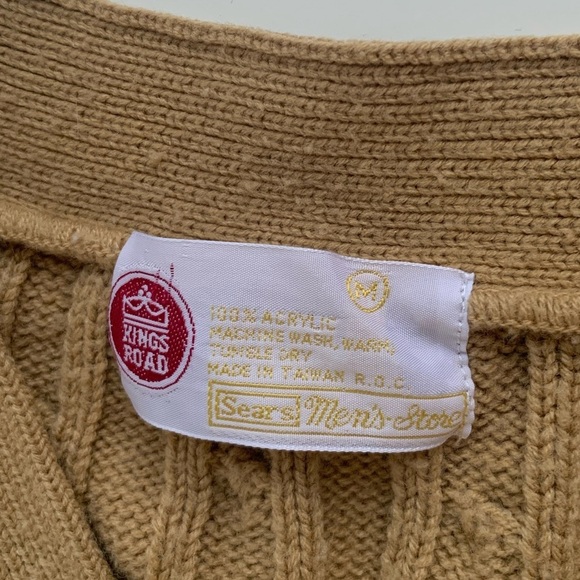 KINGS
ROAD
M
100% ACRYLIC
MACHINE WASH, WARM,
TUMBLE DRY
MADE IN TAIWAN R.O.C.
Sears Men's Store